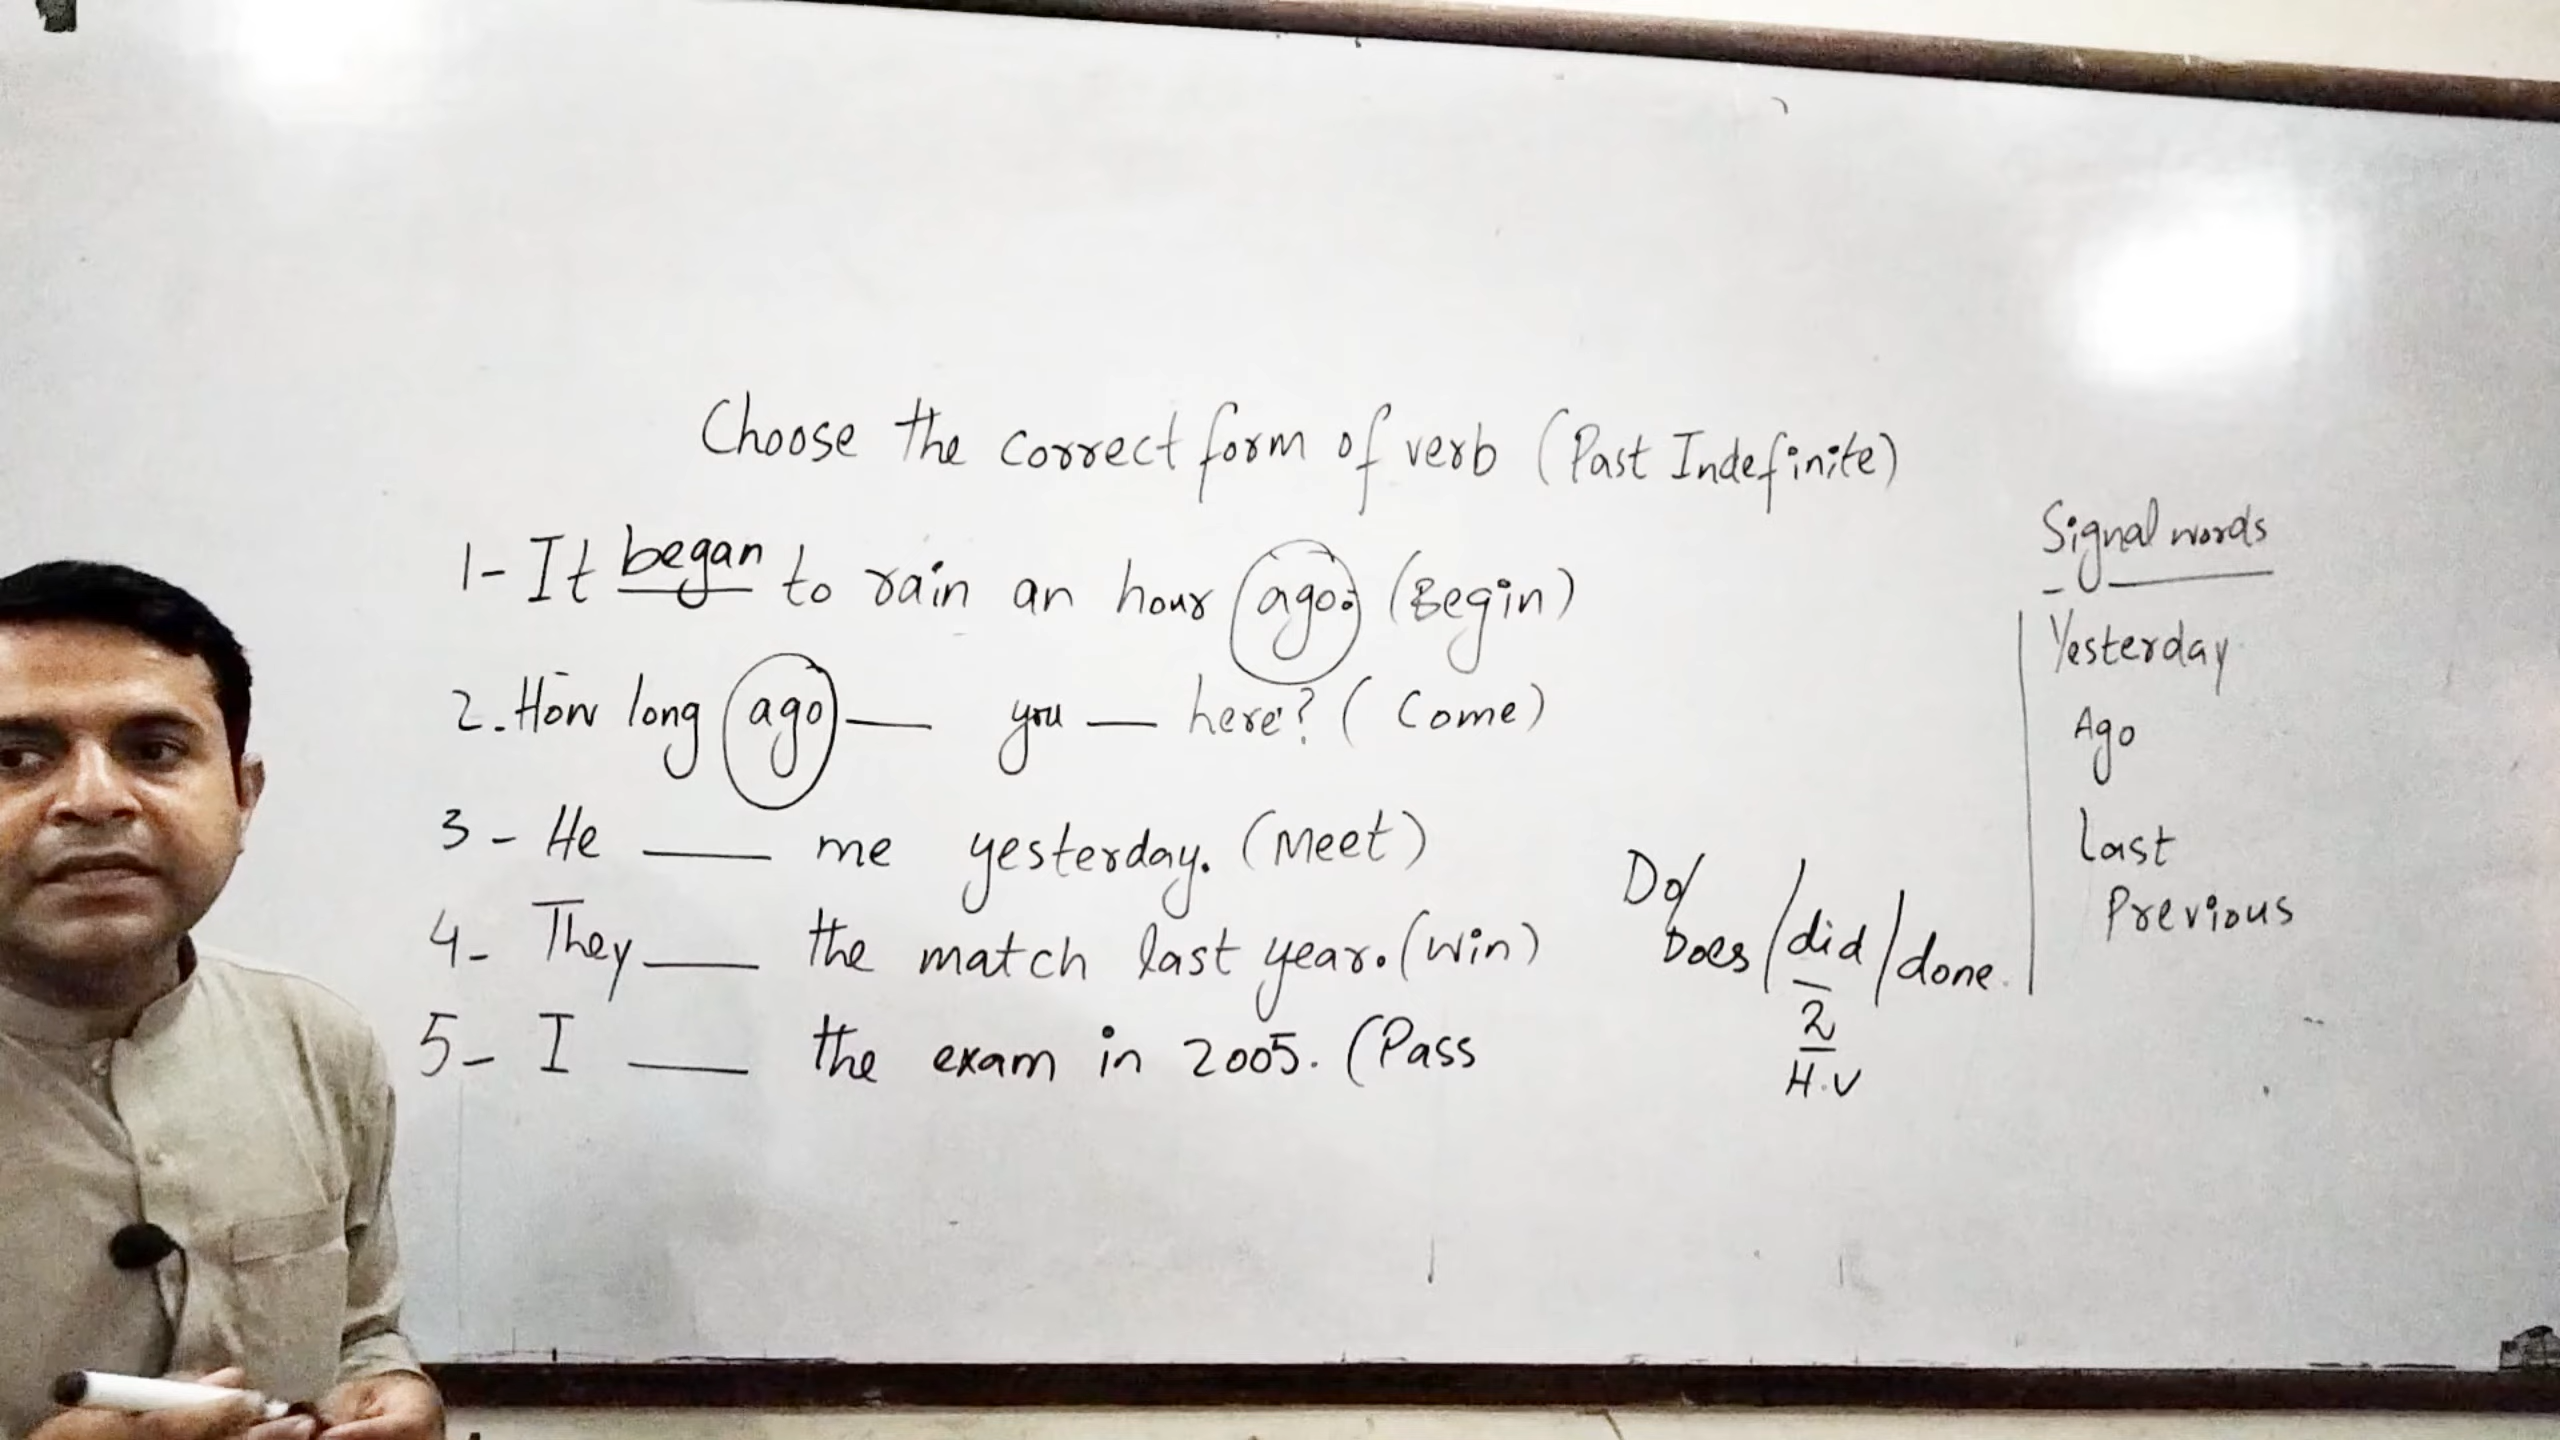 Choose the correct form of verb (Past Indefinite)
1- It began to rain an hour ago. (Begin)
2. How long ago __ you __ here? (Come)
3 - He ___ me yesterday. (Meet)
4- They ___ the match last year. (Win)
5- I ___ the exam in 2005. (Pass
Do/
Does/did/done.
2
H.V
Signal words
Yesterday
Ago
Last
Previous